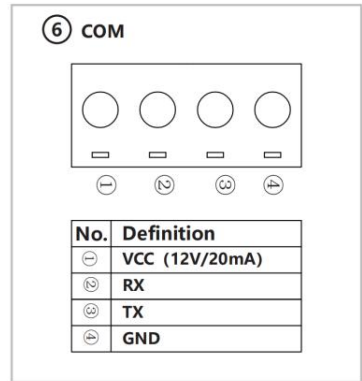 ⑥ COM
① ② ③ ④
No. Definition
① VCC (12V/20mA)
② RX
③ TX
④ GND